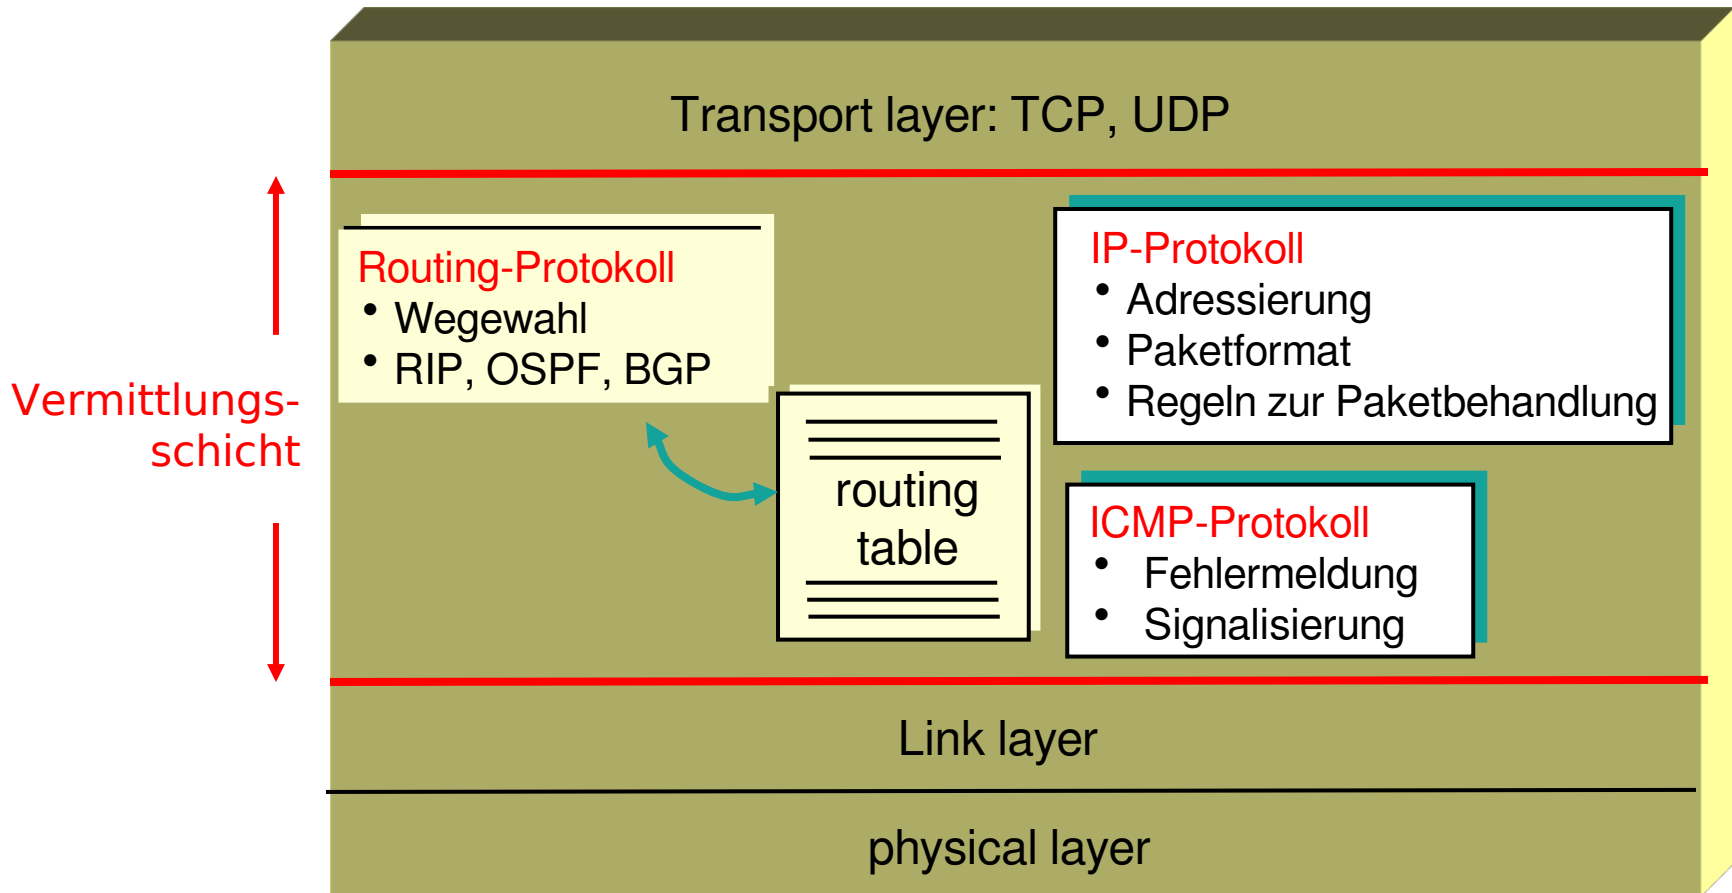 Transport layer: TCP, UDP
Vermittlungs-
schicht
Routing-Protokoll
• Wegewahl
• RIP, OSPF, BGP
routing
table
IP-Protokoll
• Adressierung
• Paketformat
• Regeln zur Paketbehandlung
ICMP-Protokoll
• Fehlermeldung
• Signalisierung
Link layer
physical layer